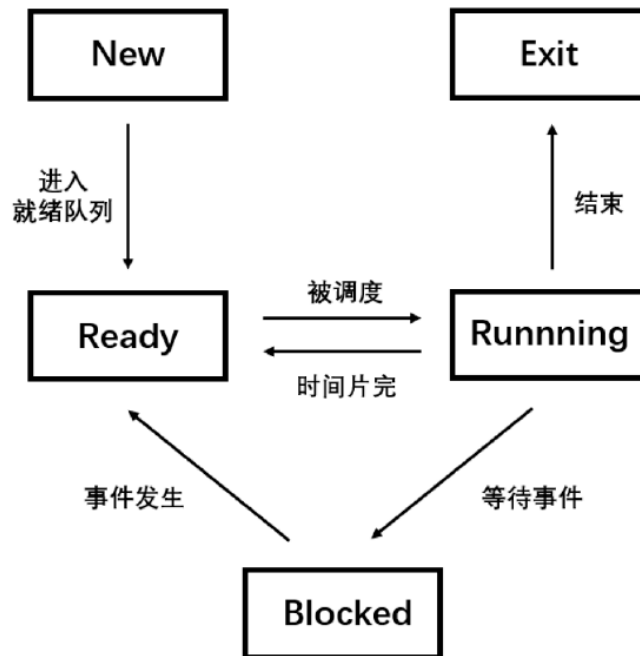 New
Exit
进入
就绪队列
结束
被调度
Ready
Runnning
时间片完
事件发生
等待事件
Blocked